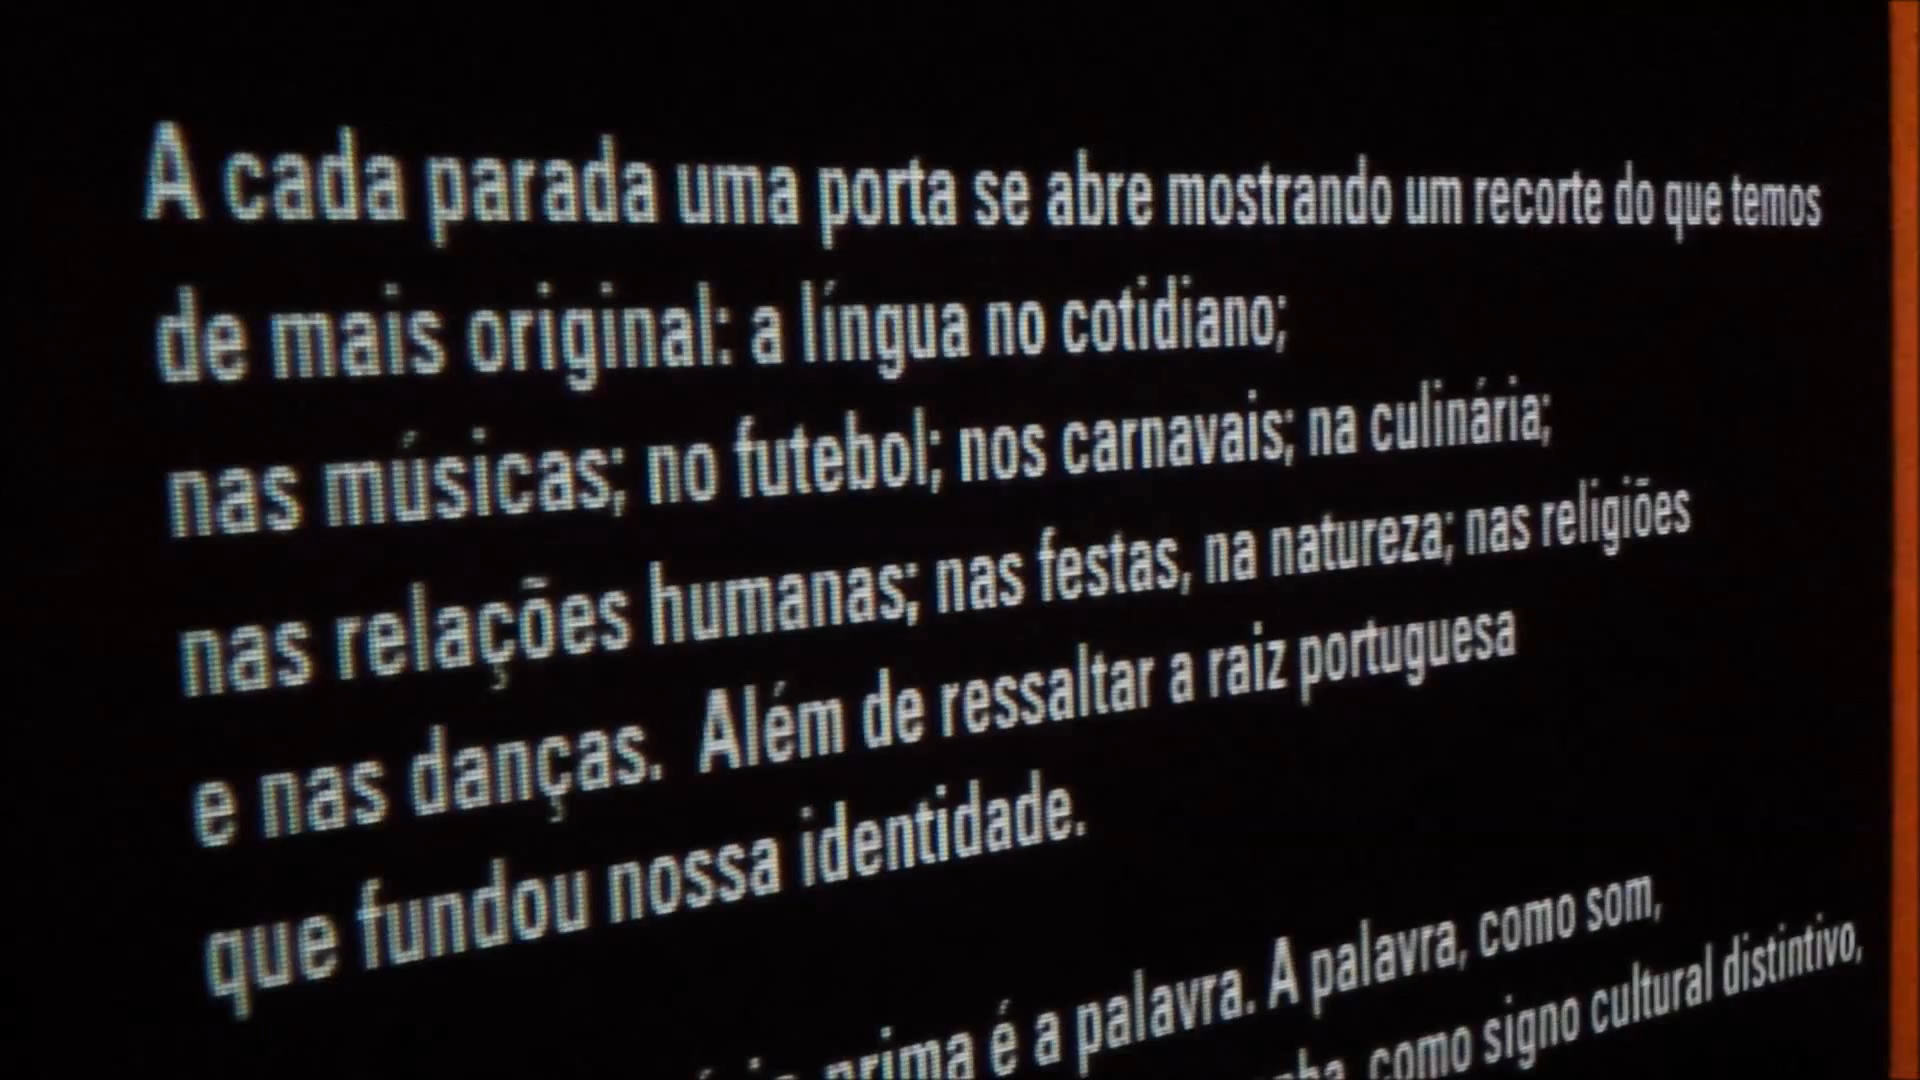 A cada parada uma porta se abre mostrando um recorte do que temos
de mais original: a língua no cotidiano;
nas músicas; no futebol; nos carnavais; na culinária;
nas relações humanas; nas festas, na natureza; nas religiões
e nas danças. Além de ressaltar a raiz portuguesa
que fundou nossa identidade.
prima é a palavra. A palavra, como som,
como signo cultural distintivo,